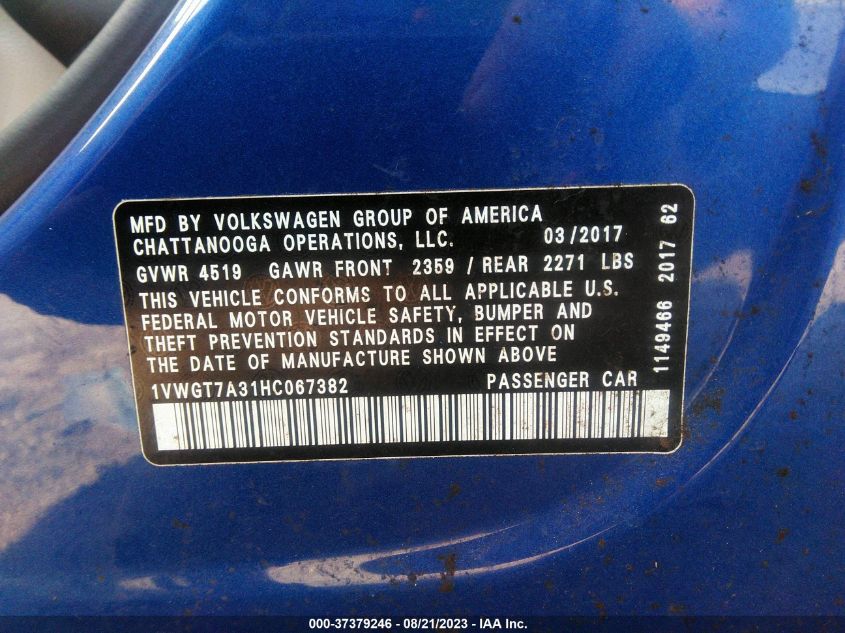 MFD BY VOLKSWAGEN GROUP OF AMERICA
CHATTANOOGA OPERATIONS, LLC. 03/2017
GVWR 4519 GAWR FRONT 2359 / REAR 2271 LBS
THIS VEHICLE CONFORMS TO ALL APPLICABLE U.S.
FEDERAL MOTOR VEHICLE SAFETY, BUMPER AND
THEFT PREVENTION STANDARDS IN EFFECT ON
THE DATE OF MANUFACTURE SHOWN ABOVE
1VWGT7A31HC067382 PASSENGER CAR
1149466 2017 62
000-37379246 - 08/21/2023 - IAA Inc.